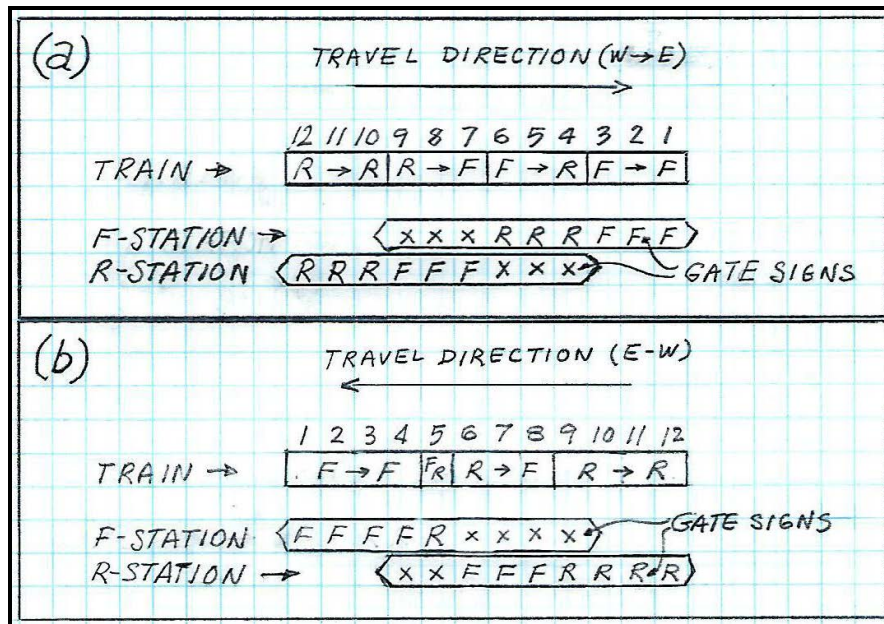 (a)
TRAVEL DIRECTION (W→E)
12 11 10 9 8 7 6 5 4 3 2 1
TRAIN → R → R R → F F → R F → F
F-STATION → x x x R R R F F F
R-STATION R R R F F F x x x GATE SIGNS
(b)
TRAVEL DIRECTION (E-W)
1 2 3 4 5 6 7 8 9 10 11 12
TRAIN → F → F F R R → F R → R
F-STATION F F F F R x x x x GATE SIGNS
R-STATION → x x F F F R R R R